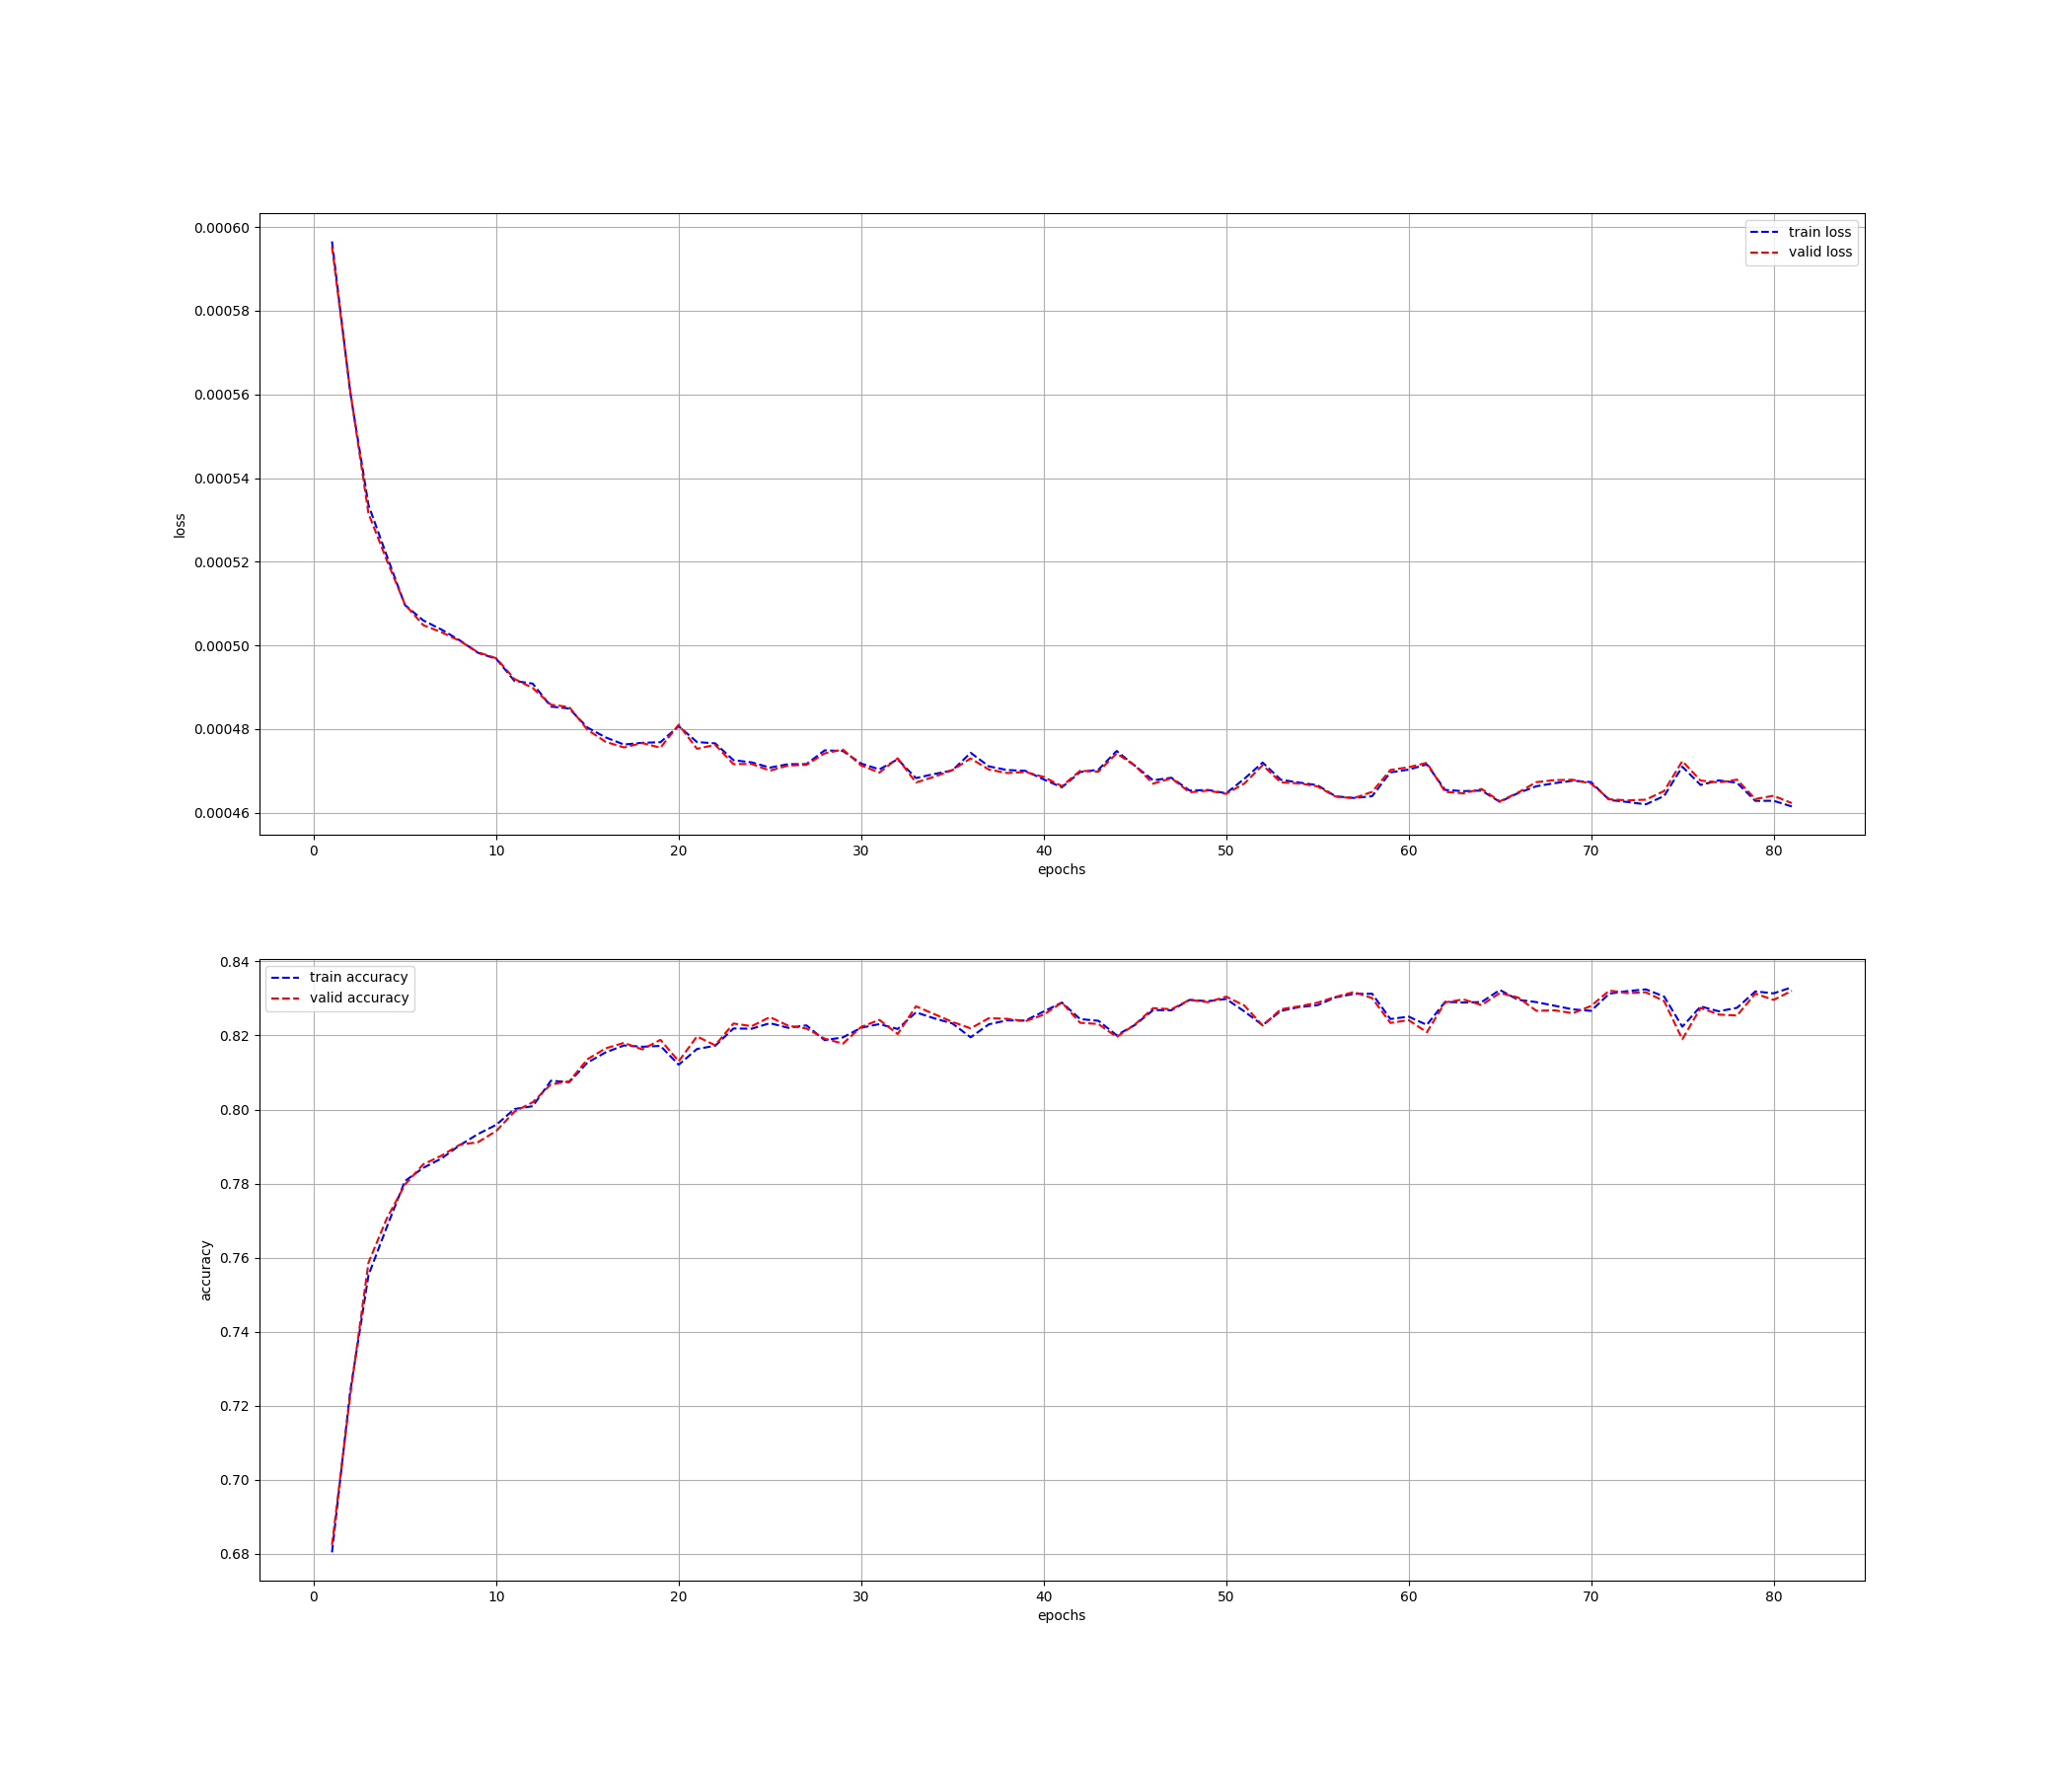 0.00060
0.00058
0.00056
0.00054
0.00052
0.00050
0.00048
0.00046
loss
train loss
valid loss
0 10 20 30 40 50 60 70 80
epochs
0.84
0.82
0.80
0.78
0.76
0.74
0.72
0.70
0.68
accuracy
train accuracy
valid accuracy
0 10 20 30 40 50 60 70 80
epochs